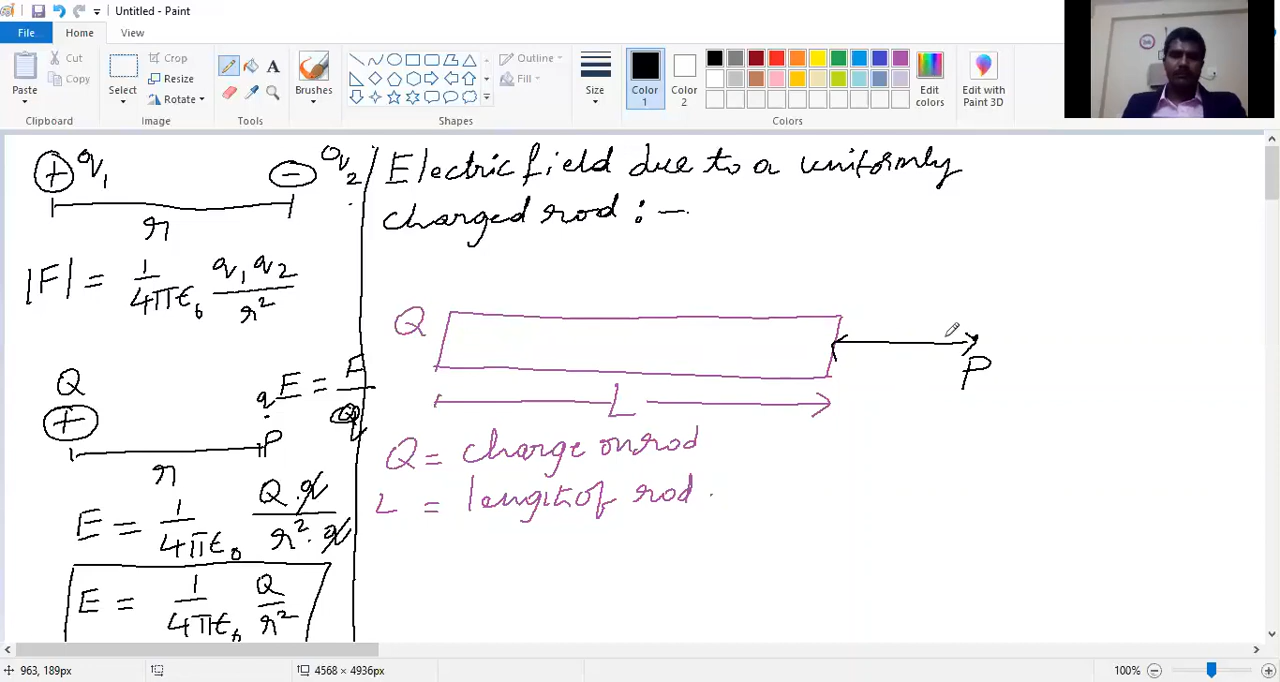 Untitled - Paint
File
Home
View
Paste
Cut
Copy
Clipboard
Select
Crop
Resize
Rotate
Image
Tools
Brushes
Shapes
Outline
Fill
Size
Color 1
Color 2
Colors
Edit colors
Edit with Paint 3D
q1
q2
+
−
r
|F| = 1/4πε0 q1q2/r²
Q
+
q
P
r
E = F/q
E = 1/4πε0 Q.q/r².q
E = 1/4πε0 Q/r²
Electric field due to a uniformly
charged rod :-
Q
P
L
Q = charge on rod
L = lenght of rod .
963, 189px
4568 × 4936px
100%